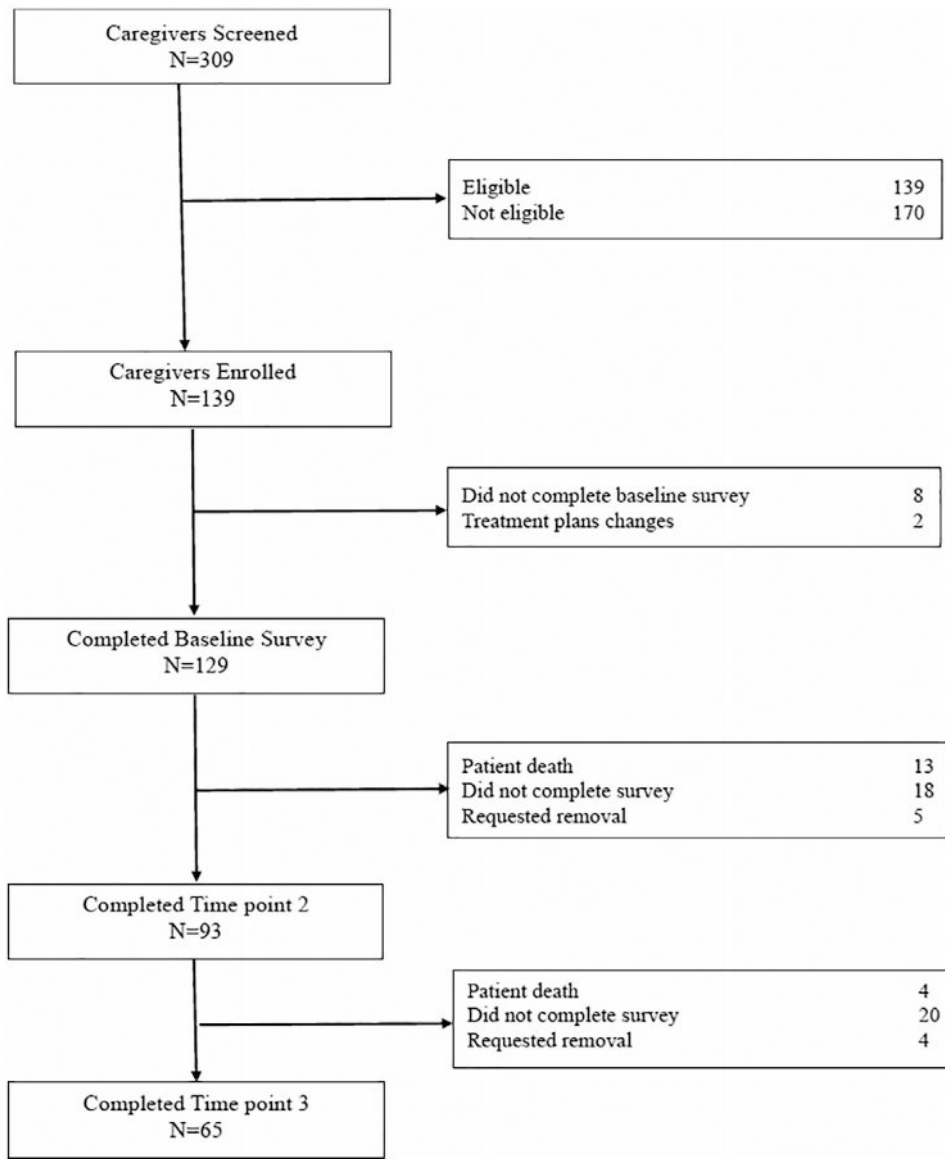 Caregivers Screened
N=309
Eligible 139
Not eligible 170
Caregivers Enrolled
N=139
Did not complete baseline survey 8
Treatment plans changes 2
Completed Baseline Survey
N=129
Patient death 13
Did not complete survey 18
Requested removal 5
Completed Time point 2
N=93
Patient death 4
Did not complete survey 20
Requested removal 4
Completed Time point 3
N=65